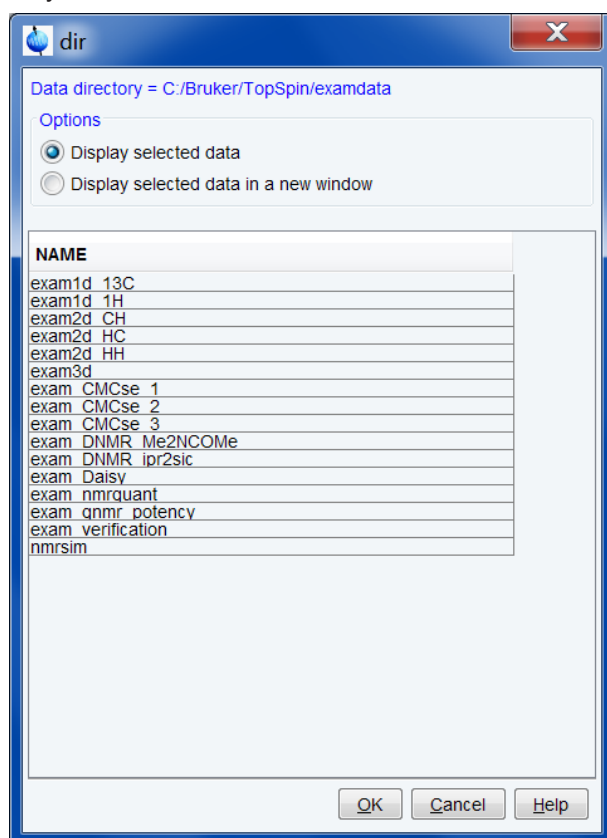 dir
Data directory = C:/Bruker/TopSpin/examdata
Options
Display selected data
Display selected data in a new window
NAME
exam1d_13C
exam1d_1H
exam2d_CH
exam2d_HC
exam2d_HH
exam3d
exam_CMCse_1
exam_CMCse_2
exam_CMCse_3
exam_DNMR_Me2NCOMe
exam_DNMR_ipr2sic
exam_Daisy
exam_nmrquant
exam_qnmr_potency
exam_verification
nmrsim
OK Cancel Help